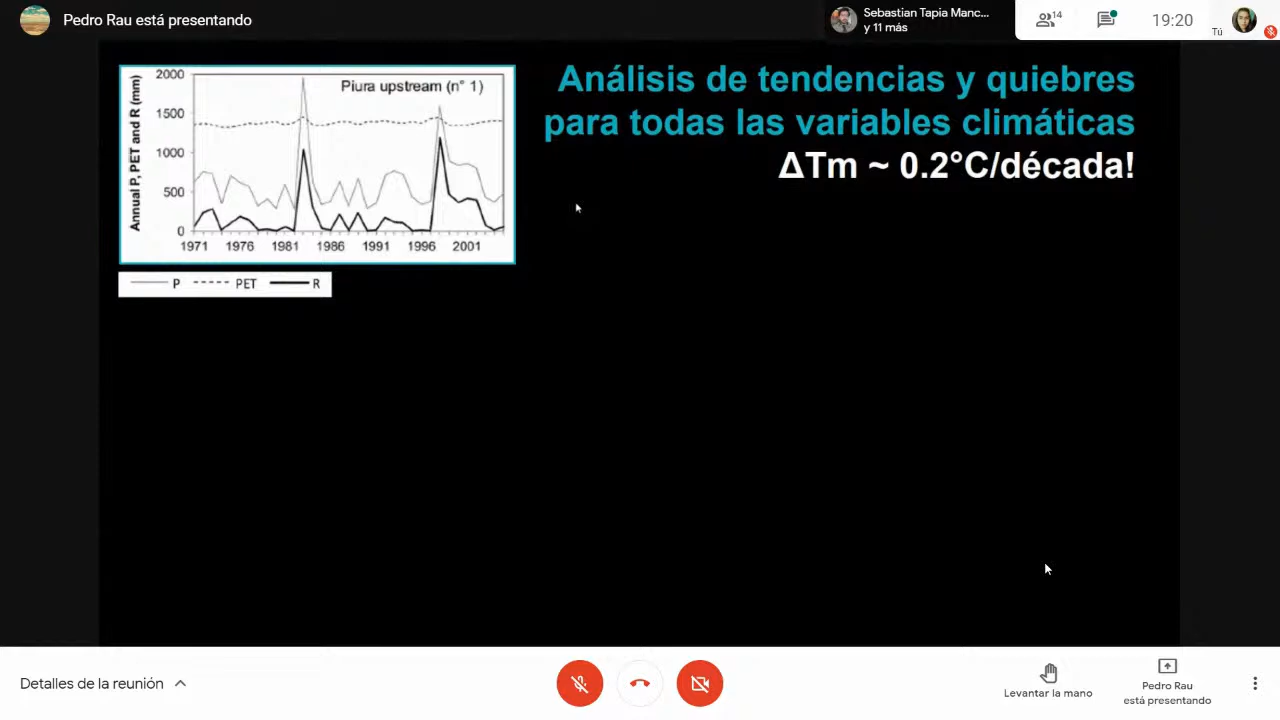 Pedro Rau está presentando
Sebastian Tapia Manc...
y 11 más
14
19:20
Tú
Análisis de tendencias y quiebres
para todas las variables climáticas
ΔTm ~ 0.2°C/década!
Piura upstream (n° 1)
Annual P, PET and R (mm)
2000
1500
1000
500
0
1971 1976 1981 1986 1991 1996 2001
P PET R
Detalles de la reunión
Levantar la mano
Pedro Rau
está presentando